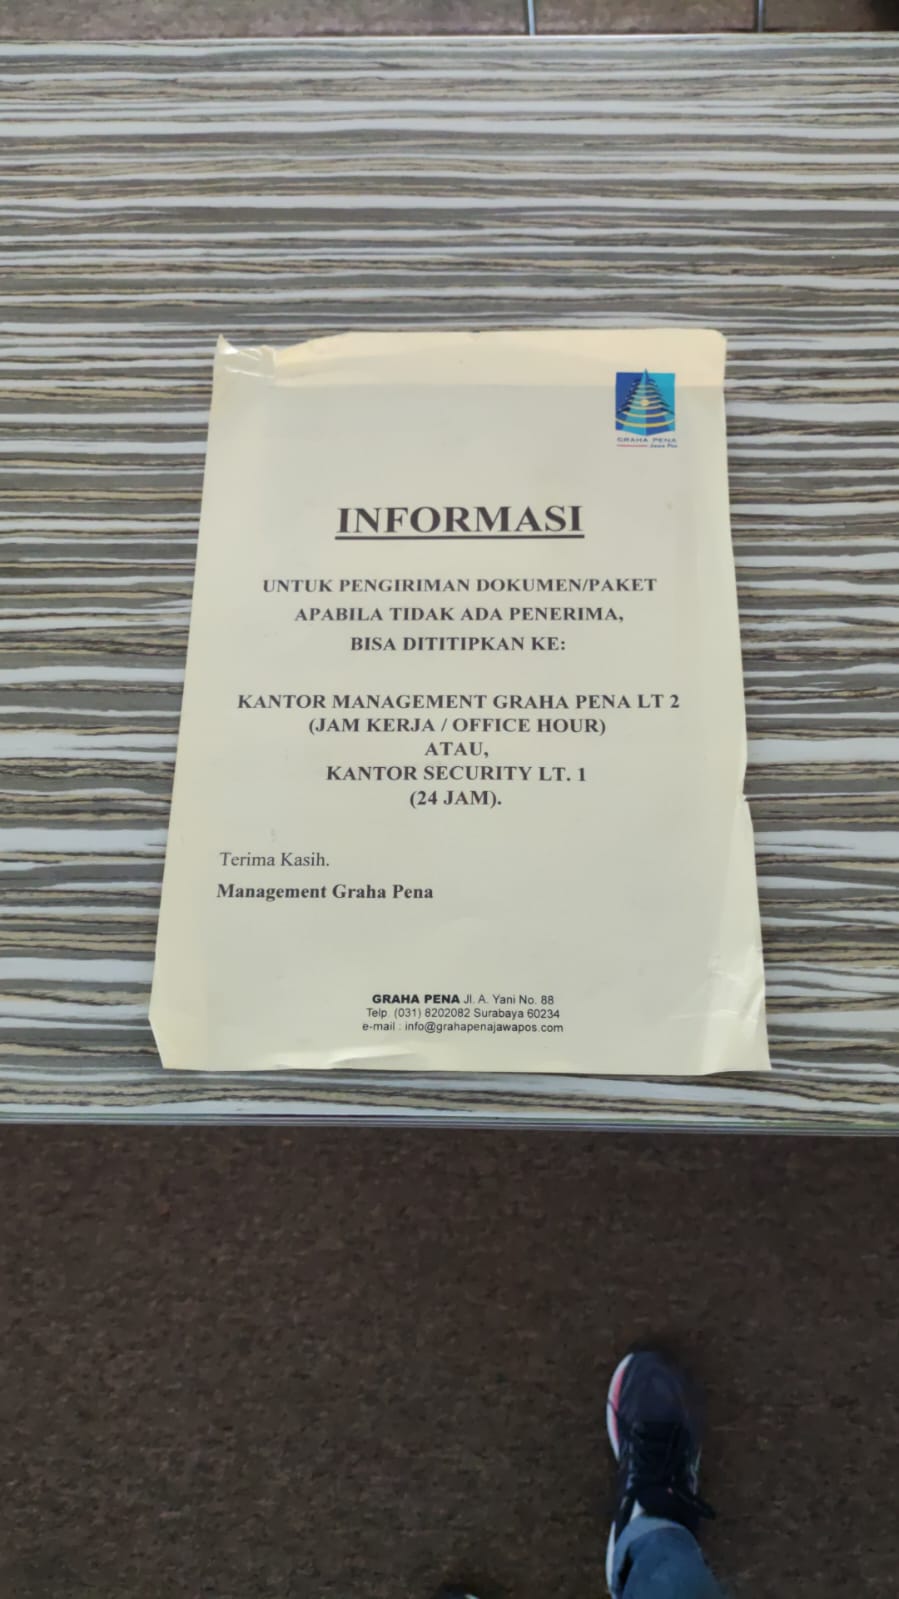 GRAHA PENA
Jawa Pos
INFORMASI
UNTUK PENGIRIMAN DOKUMEN/PAKET
APABILA TIDAK ADA PENERIMA,
BISA DITITIPKAN KE:
KANTOR MANAGEMENT GRAHA PENA LT 2
(JAM KERJA / OFFICE HOUR)
ATAU,
KANTOR SECURITY LT. 1
(24 JAM).
Terima Kasih.
Management Graha Pena
GRAHA PENA Jl. A. Yani No. 88
Telp. (031) 8202082 Surabaya 60234
e-mail : info@grahapenajawapos.com